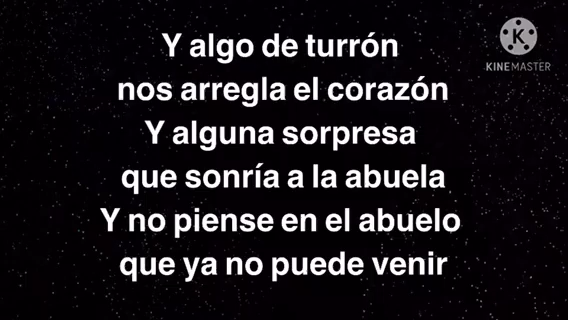 Y algo de turrón
nos arregla el corazón
Y alguna sorpresa
que sonría a la abuela
Y no piense en el abuelo
que ya no puede venir
K
KINEMASTER